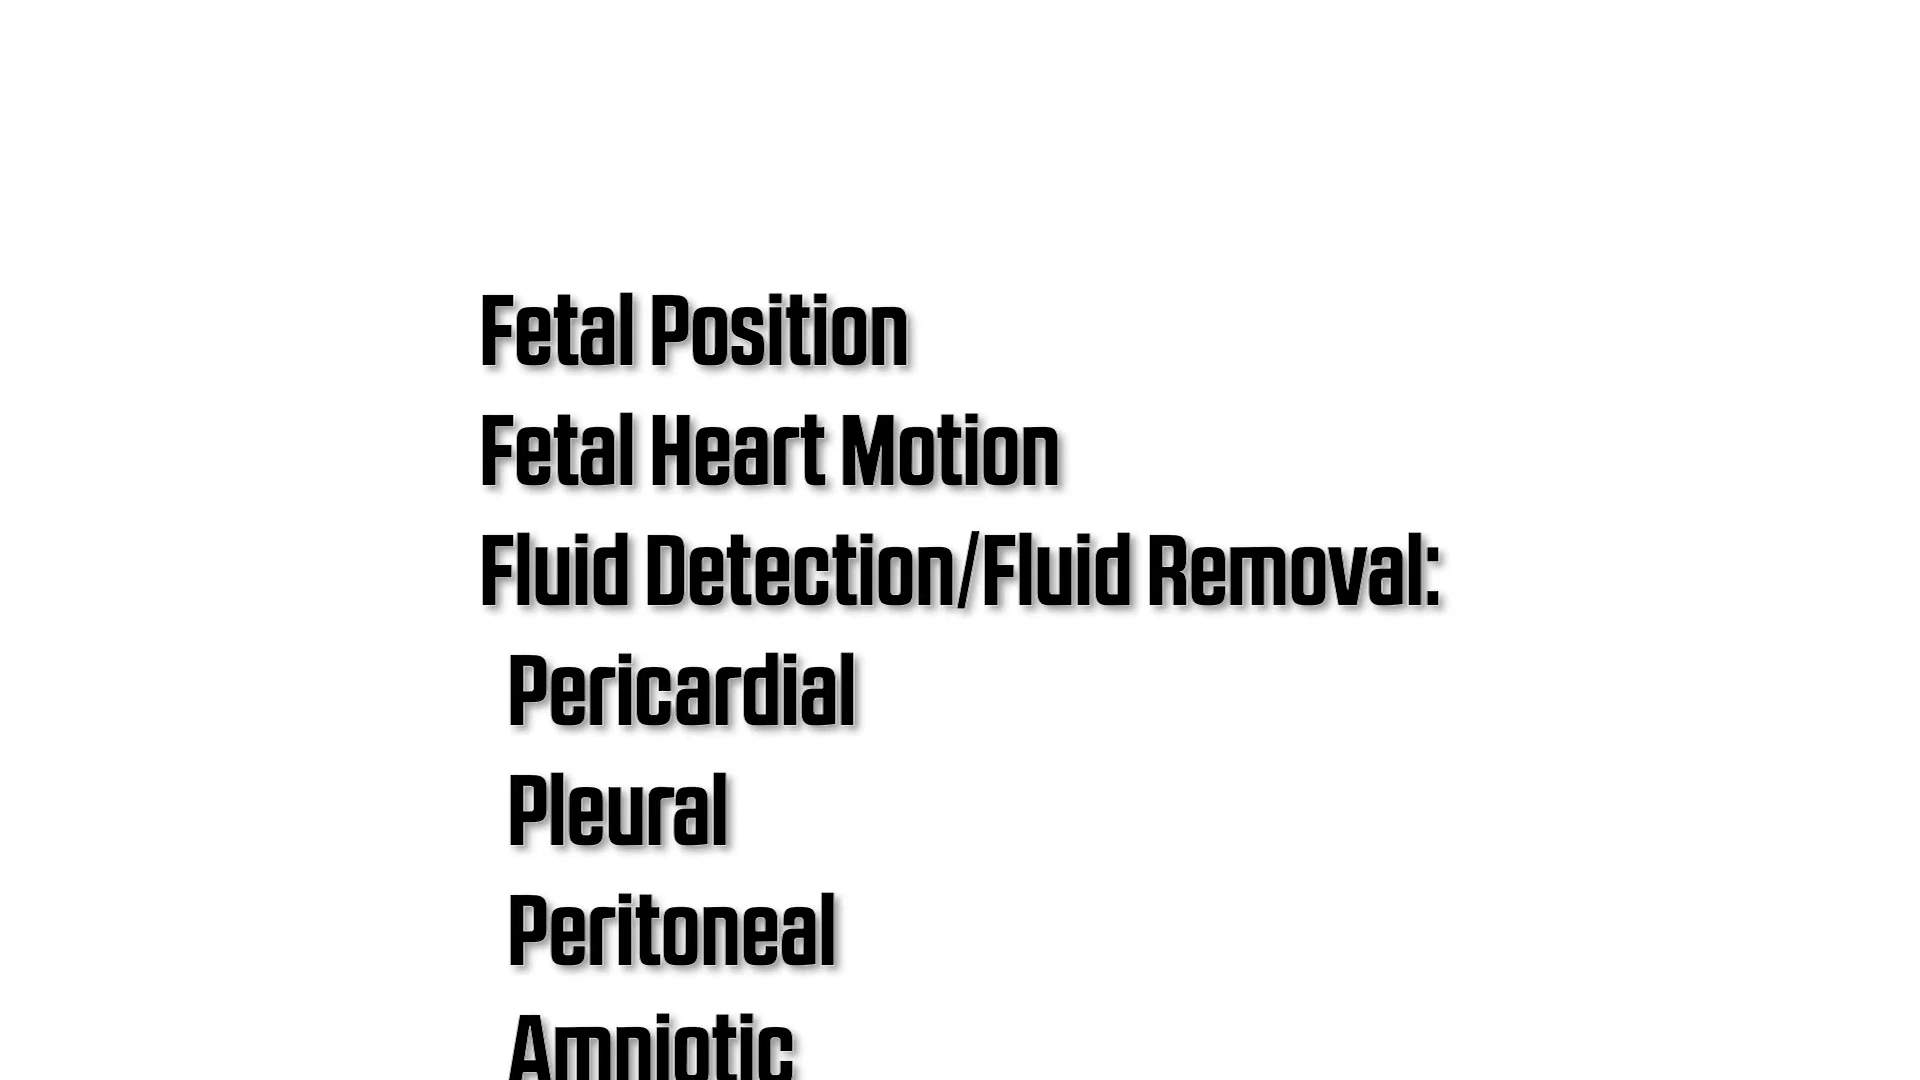 Fetal Position
Fetal Heart Motion
Fluid Detection/Fluid Removal:
Pericardial
Pleural
Peritoneal
Amniotic